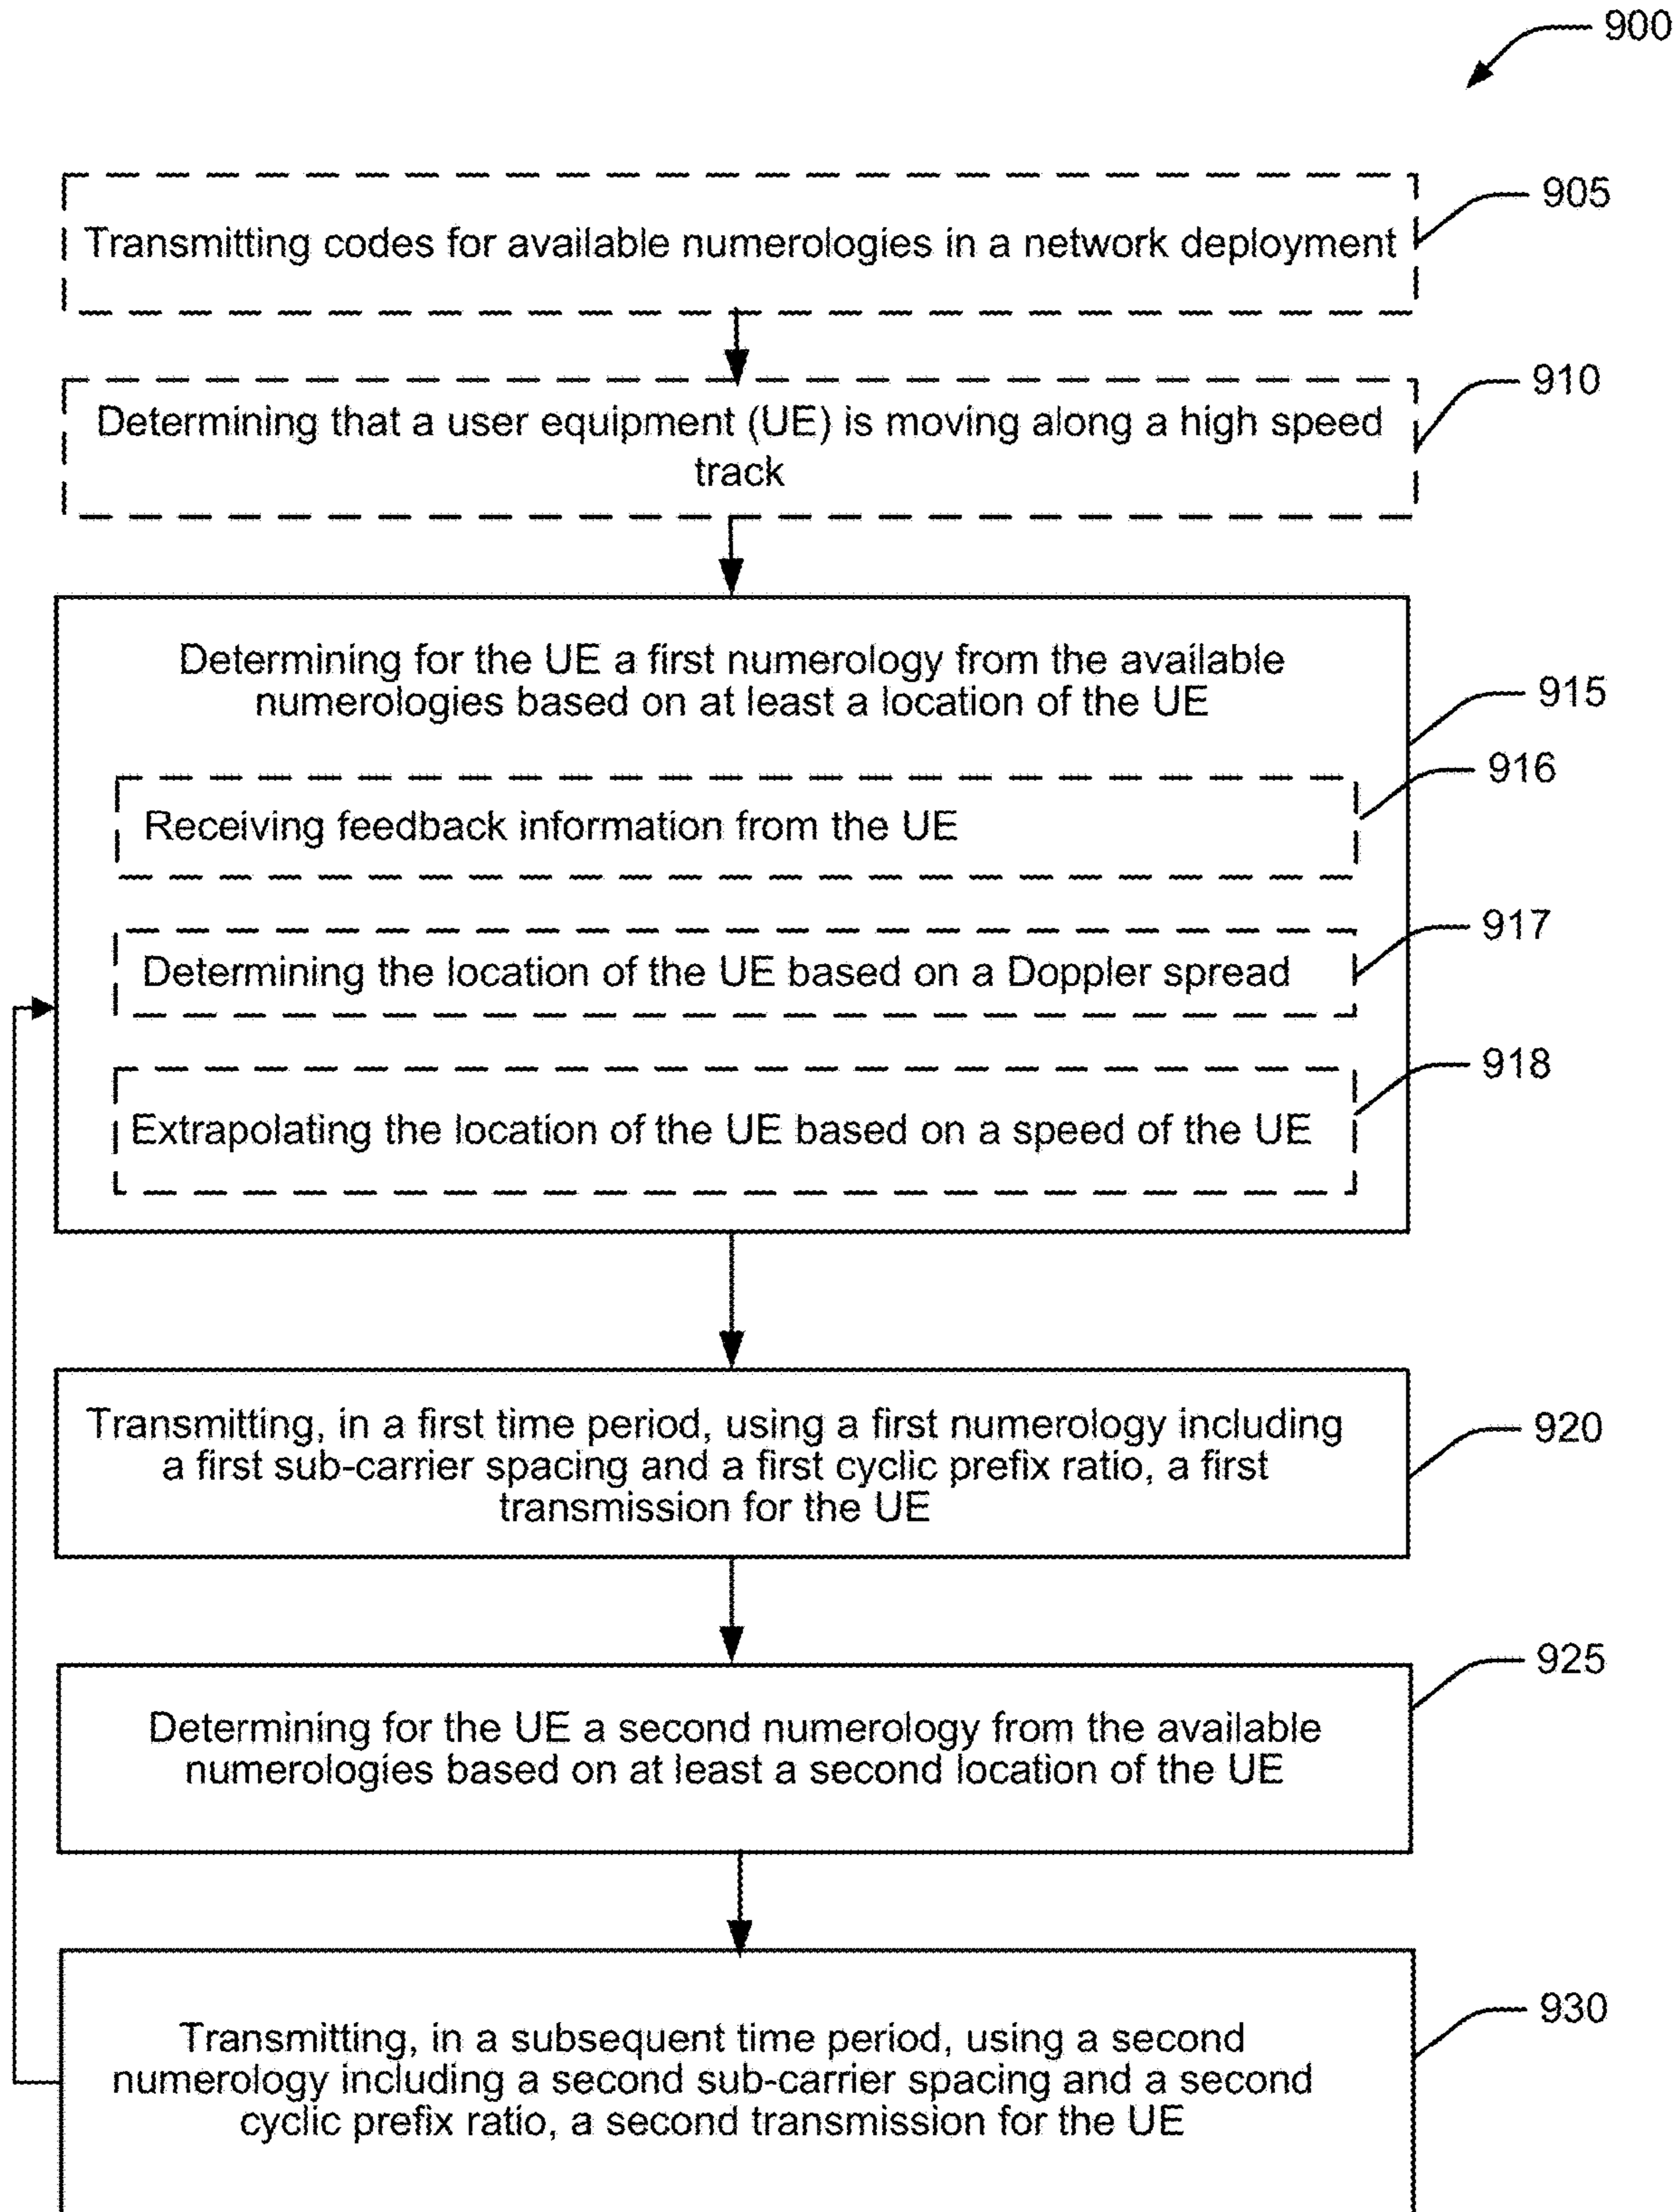 900
905
Transmitting codes for available numerologies in a network deployment
910
Determining that a user equipment (UE) is moving along a high speed
track
Determining for the UE a first numerology from the available
numerologies based on at least a location of the UE
915
916
Receiving feedback information from the UE
917
Determining the location of the UE based on a Doppler spread
918
Extrapolating the location of the UE based on a speed of the UE
Transmitting, in a first time period, using a first numerology including
a first sub-carrier spacing and a first cyclic prefix ratio, a first
transmission for the UE
920
925
Determining for the UE a second numerology from the available
numerologies based on at least a second location of the UE
930
Transmitting, in a subsequent time period, using a second
numerology including a second sub-carrier spacing and a second
cyclic prefix ratio, a second transmission for the UE